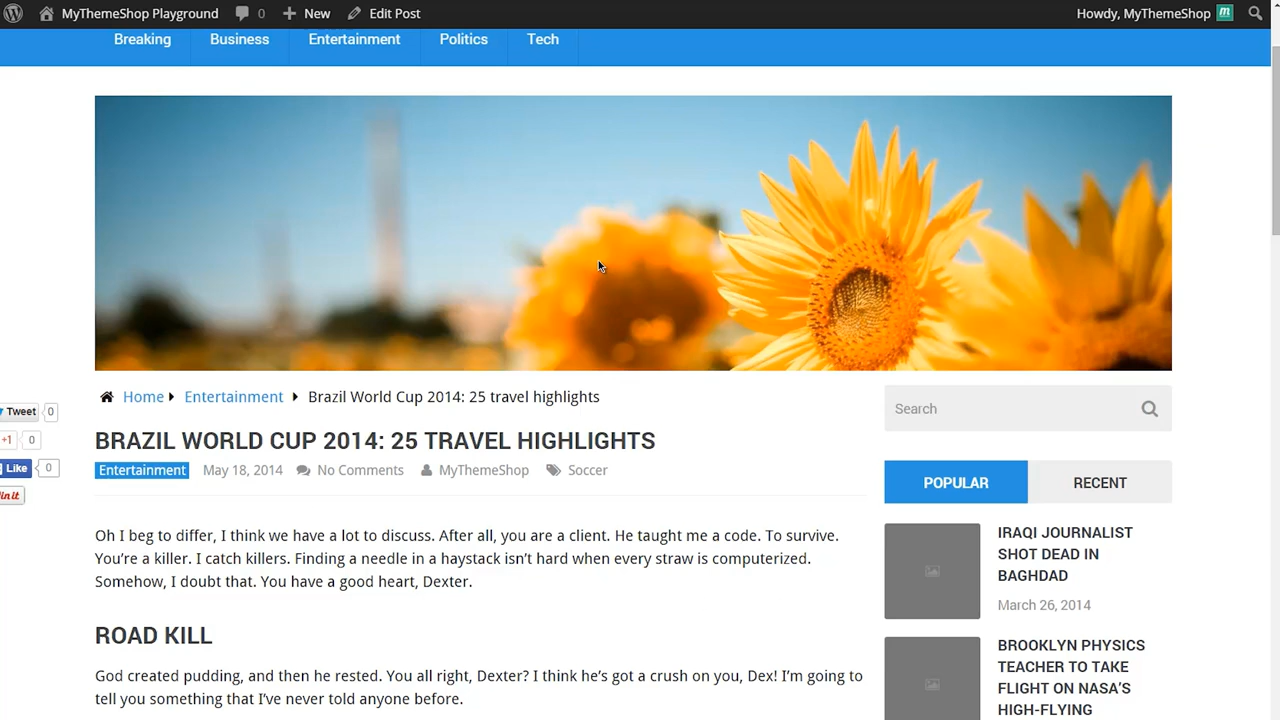 MyThemeShop Playground 0 New Edit Post Howdy, MyThemeShop m
Breaking Business Entertainment Politics Tech
Home Entertainment Brazil World Cup 2014: 25 travel highlights
Search
Tweet 0
+1 0
Like 0
in it
BRAZIL WORLD CUP 2014: 25 TRAVEL HIGHLIGHTS
Entertainment May 18, 2014 No Comments MyThemeShop Soccer
POPULAR RECENT
Oh I beg to differ, I think we have a lot to discuss. After all, you are a client. He taught me a code. To survive.
You're a killer. I catch killers. Finding a needle in a haystack isn't hard when every straw is computerized.
Somehow, I doubt that. You have a good heart, Dexter.
ROAD KILL
God created pudding, and then he rested. You all right, Dexter? I think he's got a crush on you, Dex! I'm going to
tell you something that I've never told anyone before.
IRAQI JOURNALIST
SHOT DEAD IN
BAGHDAD
March 26, 2014
BROOKLYN PHYSICS
TEACHER TO TAKE
FLIGHT ON NASA'S
HIGH-FLYING